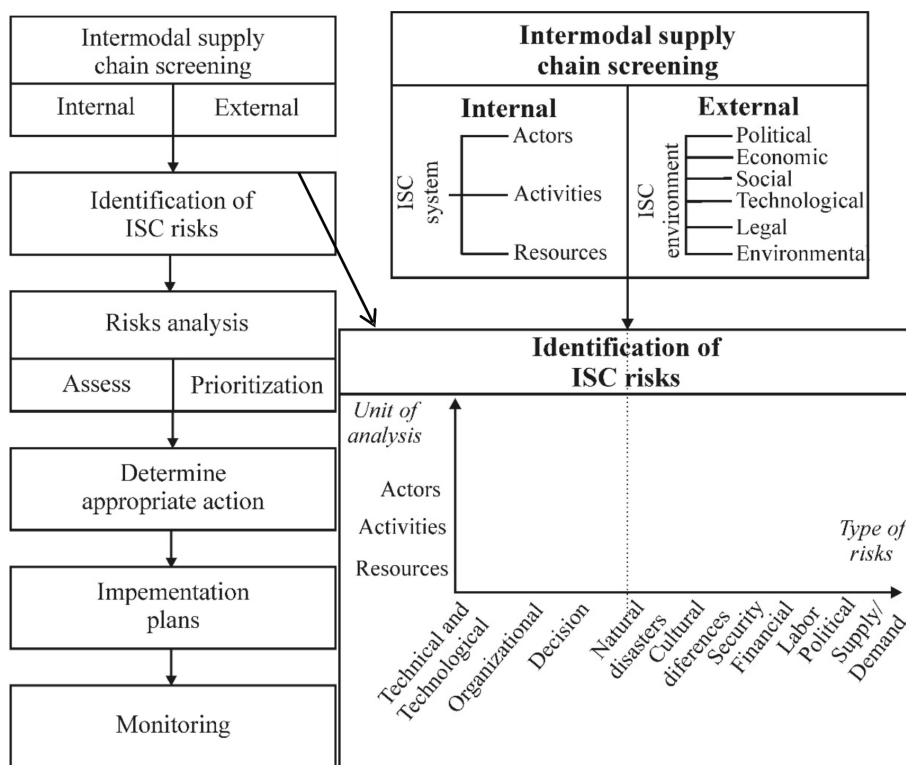 Intermodal supply
chain screening
Internal
External
Identification of
ISC risks
Risks analysis
Assess
Prioritization
Determine
appropriate action
Impementation
plans
Monitoring
Intermodal supply
chain screening
Internal
ISC
system
Actors
Activities
Resources
External
ISC
environment
Political
Economic
Social
Technological
Legal
Environmental
Identification of
ISC risks
Unit of
analysis
Actors
Activities
Resources
Type of
risks
Technical and
Technological
Organizational
Decision
Natural
disasters
Cultural
diferences
Security
Financial
Labor
Political
Supply/
Demand